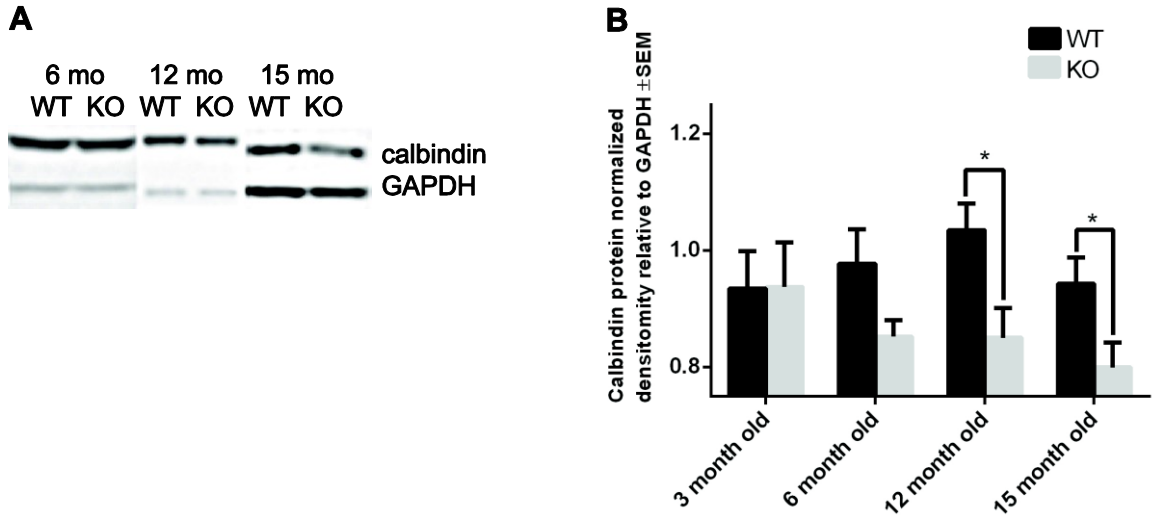 A
6 mo 12 mo 15 mo
WT KO WT KO WT KO
calbindin
GAPDH
B
WT
KO
Calbindin protein normalized
densitomity relative to GAPDH ±SEM
1.2
1.0
0.8
*
*
3 month old
6 month old
12 month old
15 month old